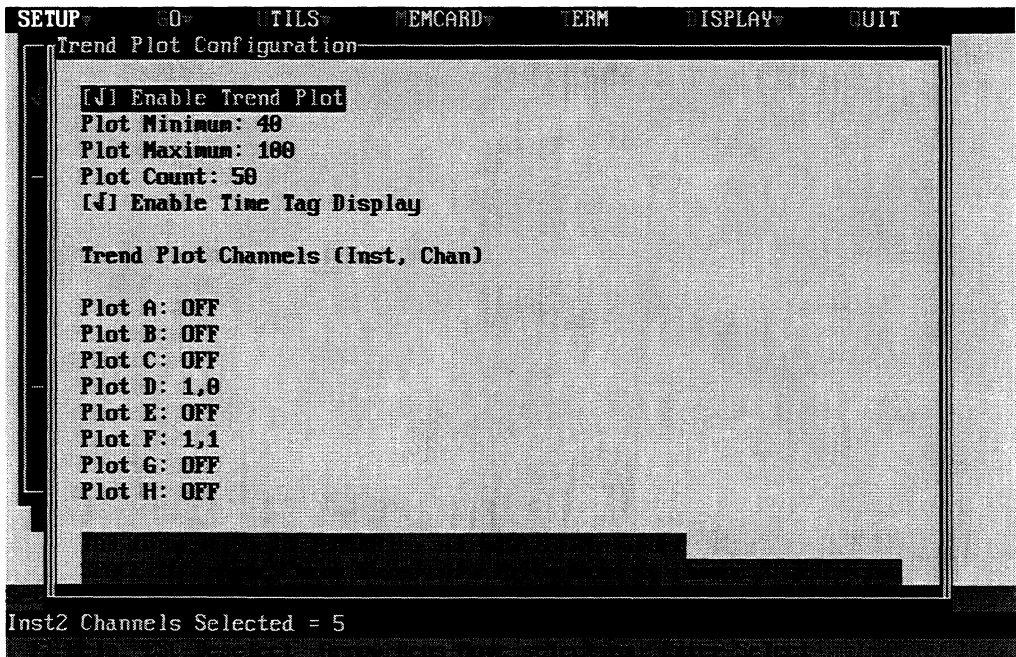 SETUP GO UTILS MEMCARD TERM DISPLAY QUIT
Trend Plot Configuration
[√] Enable Trend Plot
Plot Minimum: 40
Plot Maximum: 100
Plot Count: 50
[√] Enable Time Tag Display
Trend Plot Channels (Inst, Chan)
Plot A: OFF
Plot B: OFF
Plot C: OFF
Plot D: 1,0
Plot E: OFF
Plot F: 1,1
Plot G: OFF
Plot H: OFF
Inst2 Channels Selected = 5